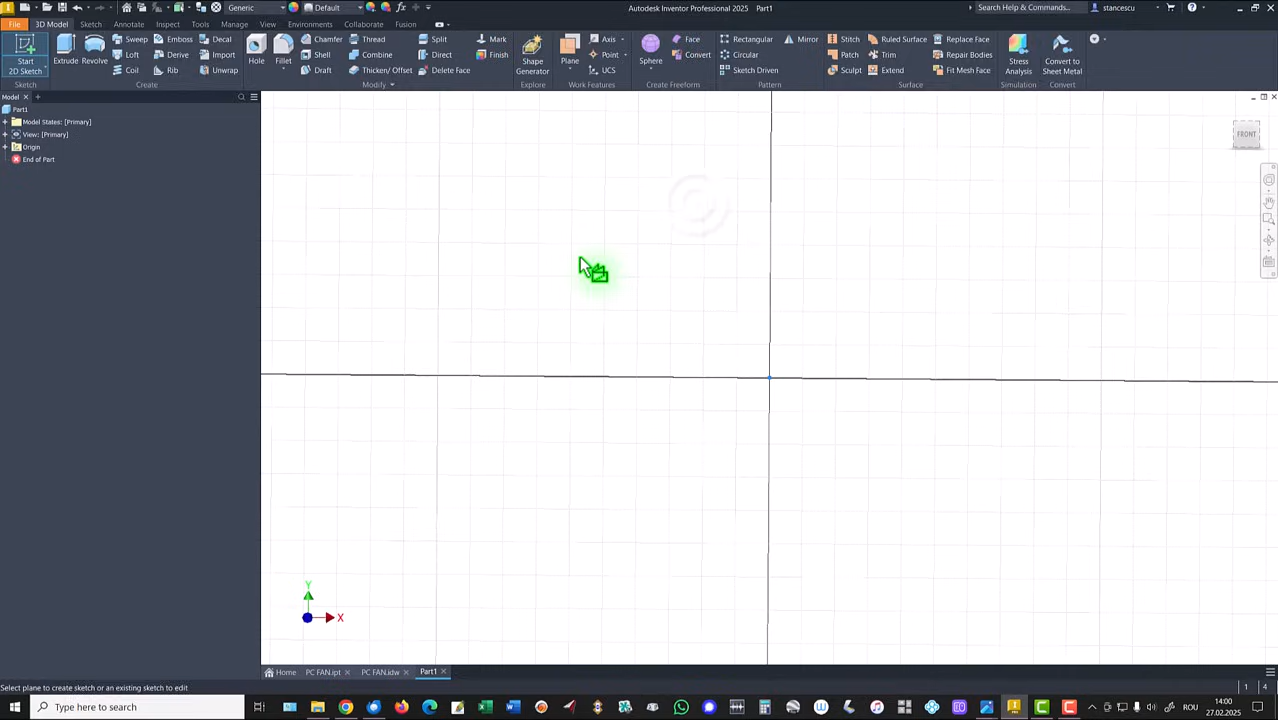 Generic Default Autodesk Inventor Professional 2025 Part1 Search Help & Commands... stancescu
File 3D Model Sketch Annotate Inspect Tools Manage View Environments Collaborate Fusion
Start
2D Sketch
Extrude
Revolve
Sweep Emboss Decal
Loft Derive Import
Coil Rib Unwrap
Hole
Fillet
Chamfer Thread Split Mark
Shell Combine Direct Finish
Draft Thicken/ Offset Delete Face
Shape
Generator
Plane
Axis
Point
UCS
Sphere
Face
Convert
Rectangular Mirror
Circular
Sketch Driven
Stitch Ruled Surface Replace Face
Patch Trim Repair Bodies
Sculpt Extend Fit Mesh Face
Stress
Analysis
Convert to
Sheet Metal
Sketch Create Modify Explore Work Features Create Freeform Pattern Surface Simulation Convert
Model
Part1
Model States: [Primary]
View: [Primary]
Origin
End of Part
FRONT
Y
X
Home PC FAN.ipt PC FAN.idw Part1
Select plane to create sketch or an existing sketch to edit
1 4
Type here to search
ROU
14:00
27.02.2025